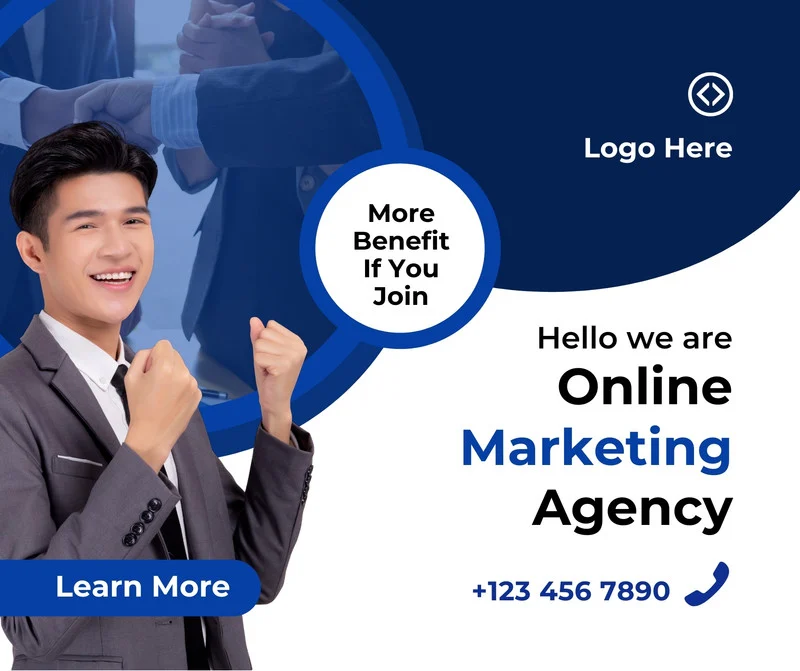 Logo Here
More
Benefit
If You
Join
Hello we are
Online
Marketing
Agency
Learn More
+123 456 7890